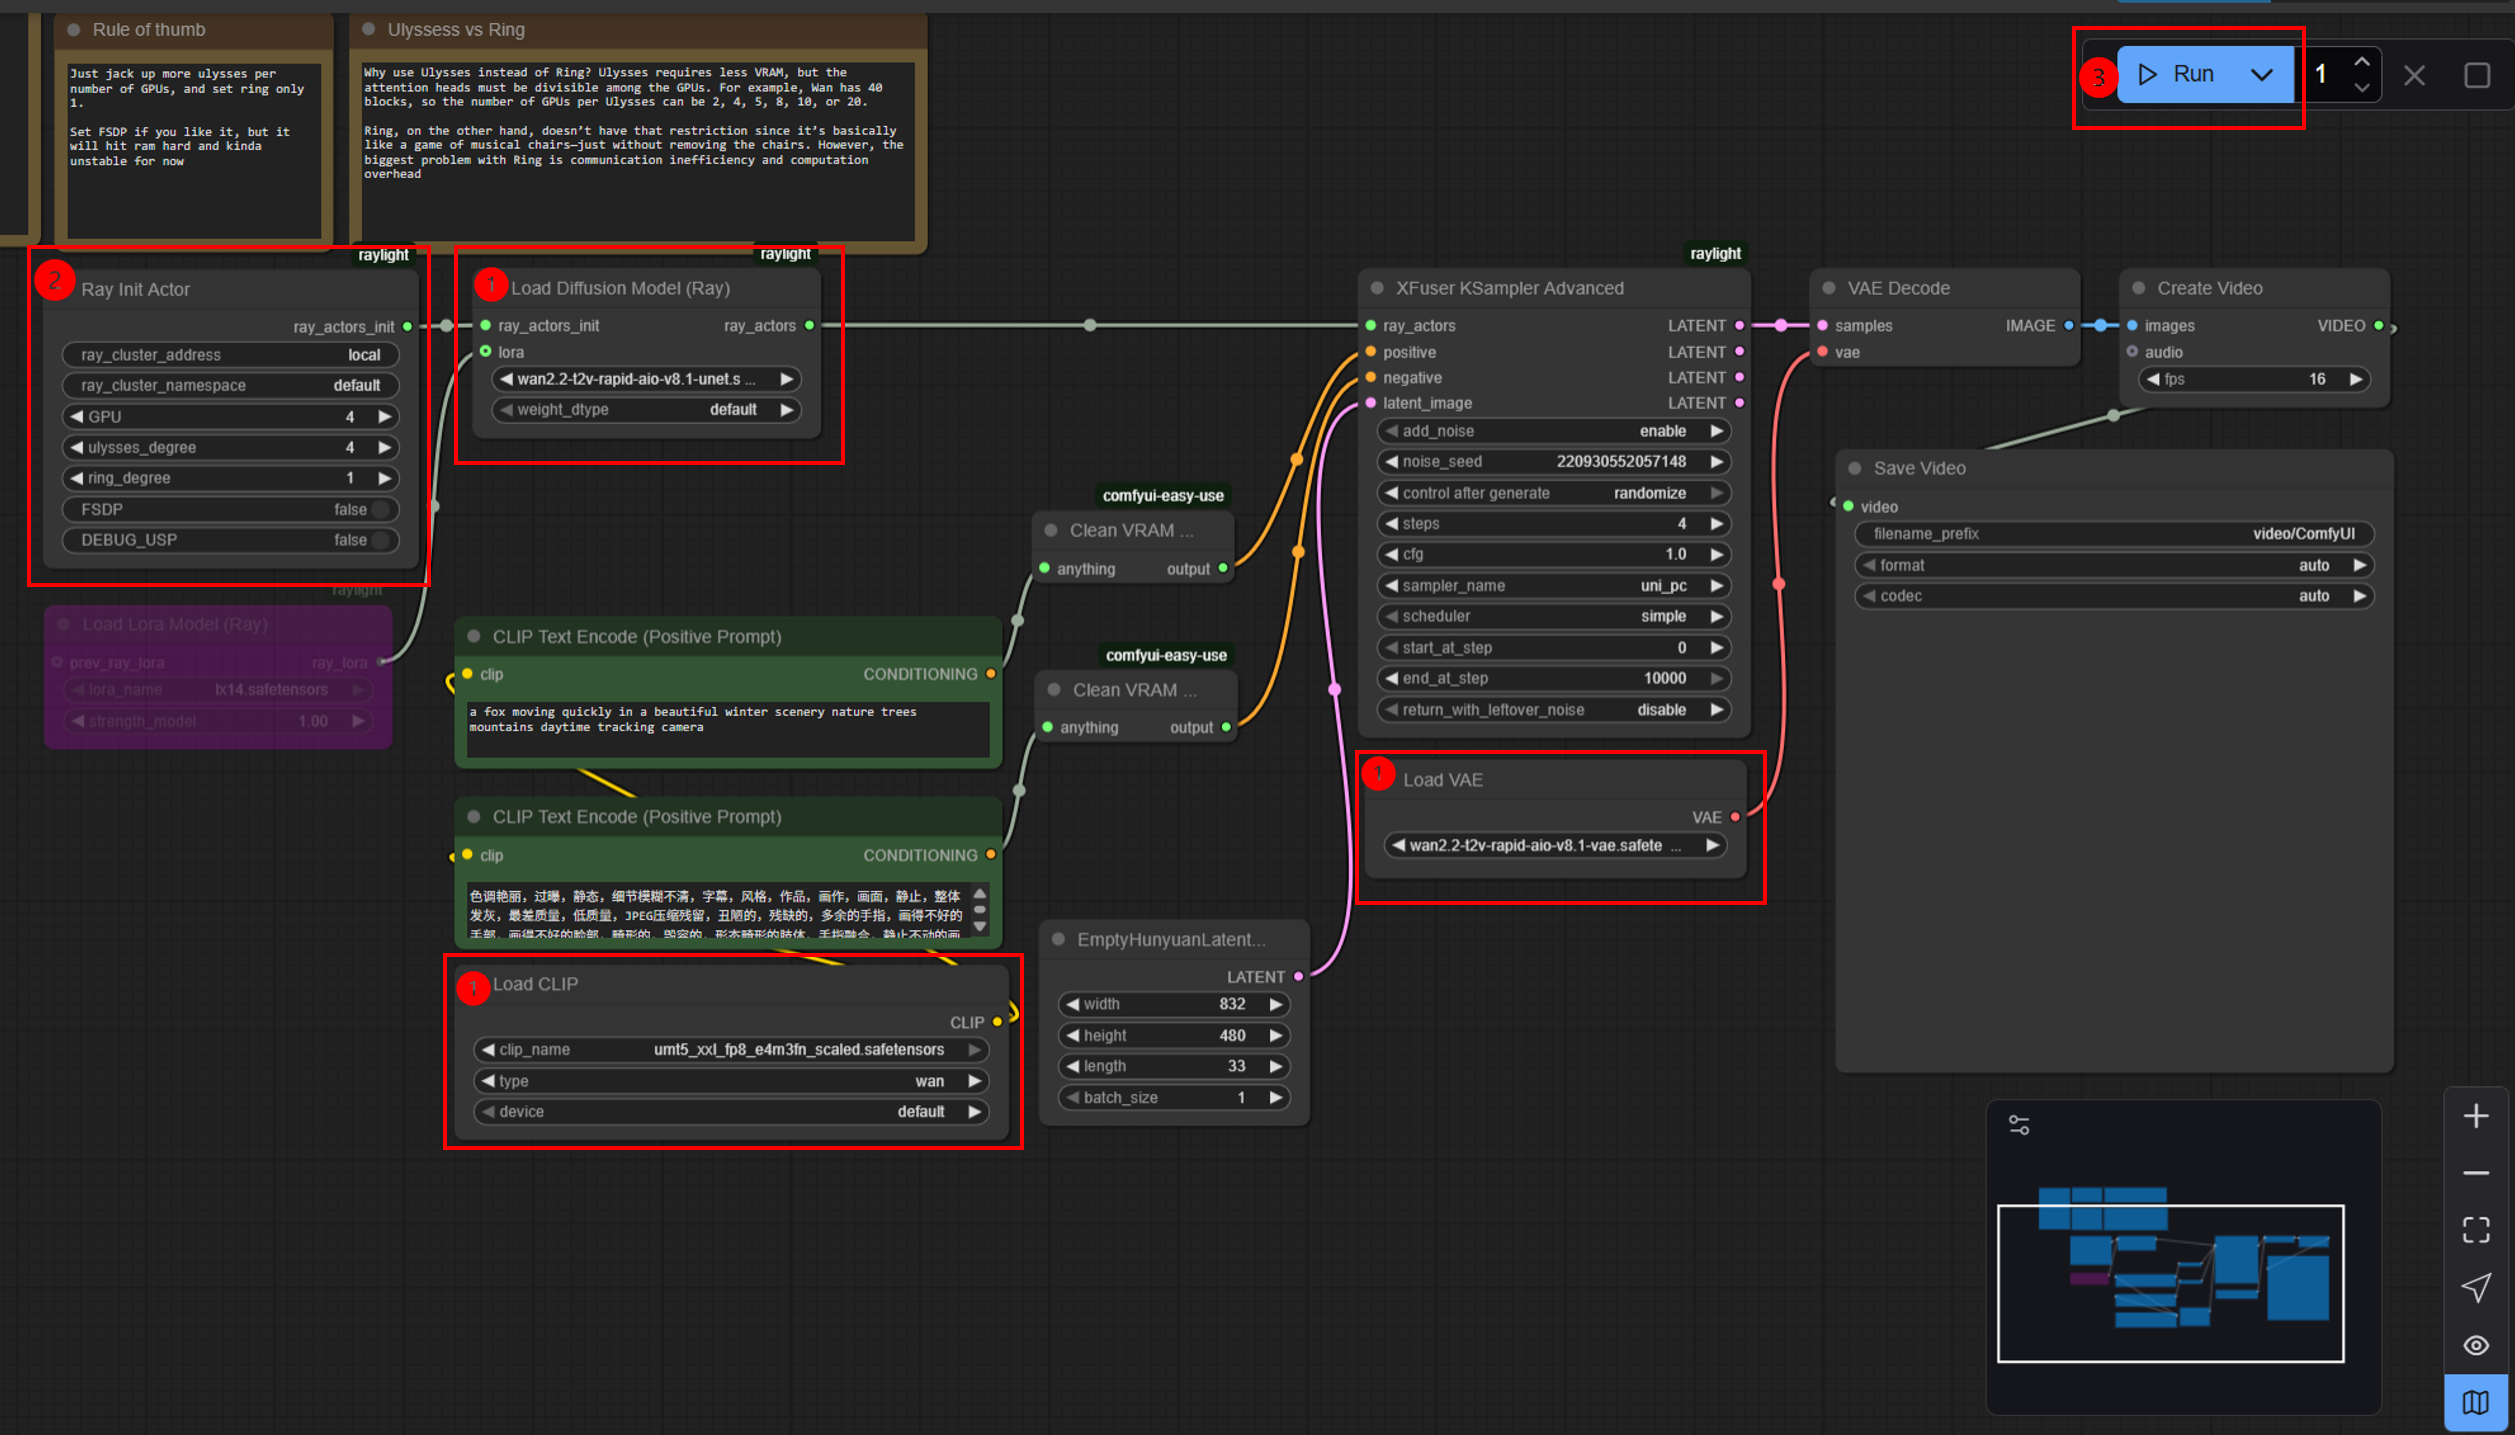 Rule of thumb
Just jack up more ulysses per
number of GPUs, and set ring only
1.
Set FSDP if you like it, but it
will hit ram hard and kinda
unstable for now
Ulyssess vs Ring
Why use Ulysses instead of Ring? Ulysses requires less VRAM, but the
attention heads must be divisible among the GPUs. For example, Wan has 40
blocks, so the number of GPUs per Ulysses can be 2, 4, 5, 8, 10, or 20.
Ring, on the other hand, doesn’t have that restriction since it’s basically
like a game of musical chairs—just without removing the chairs. However, the
biggest problem with Ring is communication inefficiency and computation
overhead
3
Run
1
raylight
2
Ray Init Actor
ray_actors_init
ray_cluster_address local
ray_cluster_namespace default
GPU 4
ulysses_degree 4
ring_degree 1
FSDP false
DEBUG_USP false
raylight
1
Load Diffusion Model (Ray)
ray_actors_init ray_actors
lora
wan2.2-t2v-rapid-aio-v8.1-unet.s ...
weight_dtype default
raylight
Load Lora Model (Ray)
prev_ray_lora ray_lora
lora_name lx14.safetensors
strength_model 1.00
CLIP Text Encode (Positive Prompt)
clip CONDITIONING
a fox moving quickly in a beautiful winter scenery nature trees
mountains daytime tracking camera
CLIP Text Encode (Positive Prompt)
clip CONDITIONING
色调艳丽，过曝，静态，细节模糊不清，字幕，风格，作品，画作，画面，静止，整体
发灰，最差质量，低质量，JPEG压缩残留，丑陋的，残缺的，多余的手指，画得不好的
手部，画得不好的脸部，畸形的，毁容的，形态畸形的肢体，手指融合，静止不动的画
1
Load CLIP
CLIP
clip_name umt5_xxl_fp8_e4m3fn_scaled.safetensors
type wan
device default
comfyui-easy-use
Clean VRAM ...
anything output
comfyui-easy-use
Clean VRAM ...
anything output
EmptyHunyuanLatent...
LATENT
width 832
height 480
length 33
batch_size 1
raylight
XFuser KSampler Advanced
ray_actors LATENT
positive LATENT
negative LATENT
latent_image LATENT
add_noise enable
noise_seed 220930552057148
control after generate randomize
steps 4
cfg 1.0
sampler_name uni_pc
scheduler simple
start_at_step 0
end_at_step 10000
return_with_leftover_noise disable
1
Load VAE
VAE
wan2.2-t2v-rapid-aio-v8.1-vae.safete ...
VAE Decode
samples IMAGE
vae
Create Video
images VIDEO
audio
fps 16
Save Video
video
filename_prefix video/ComfyUI
format auto
codec auto